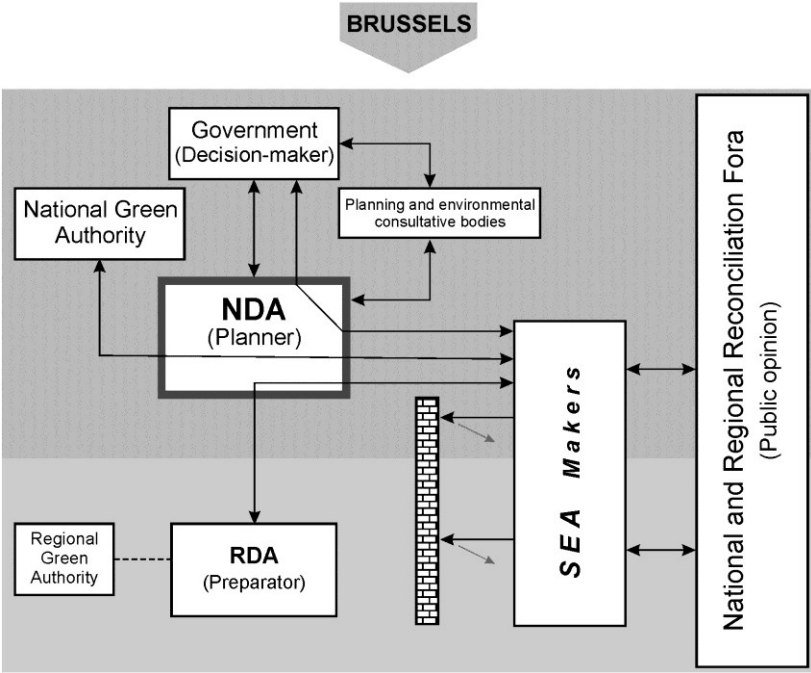 BRUSSELS
Government
(Decision-maker)
National Green
Authority
Planning and environmental
consultative bodies
NDA
(Planner)
SEA Makers
National and Regional Reconciliation Fora
(Public opinion)
Regional
Green
Authority
RDA
(Preparator)